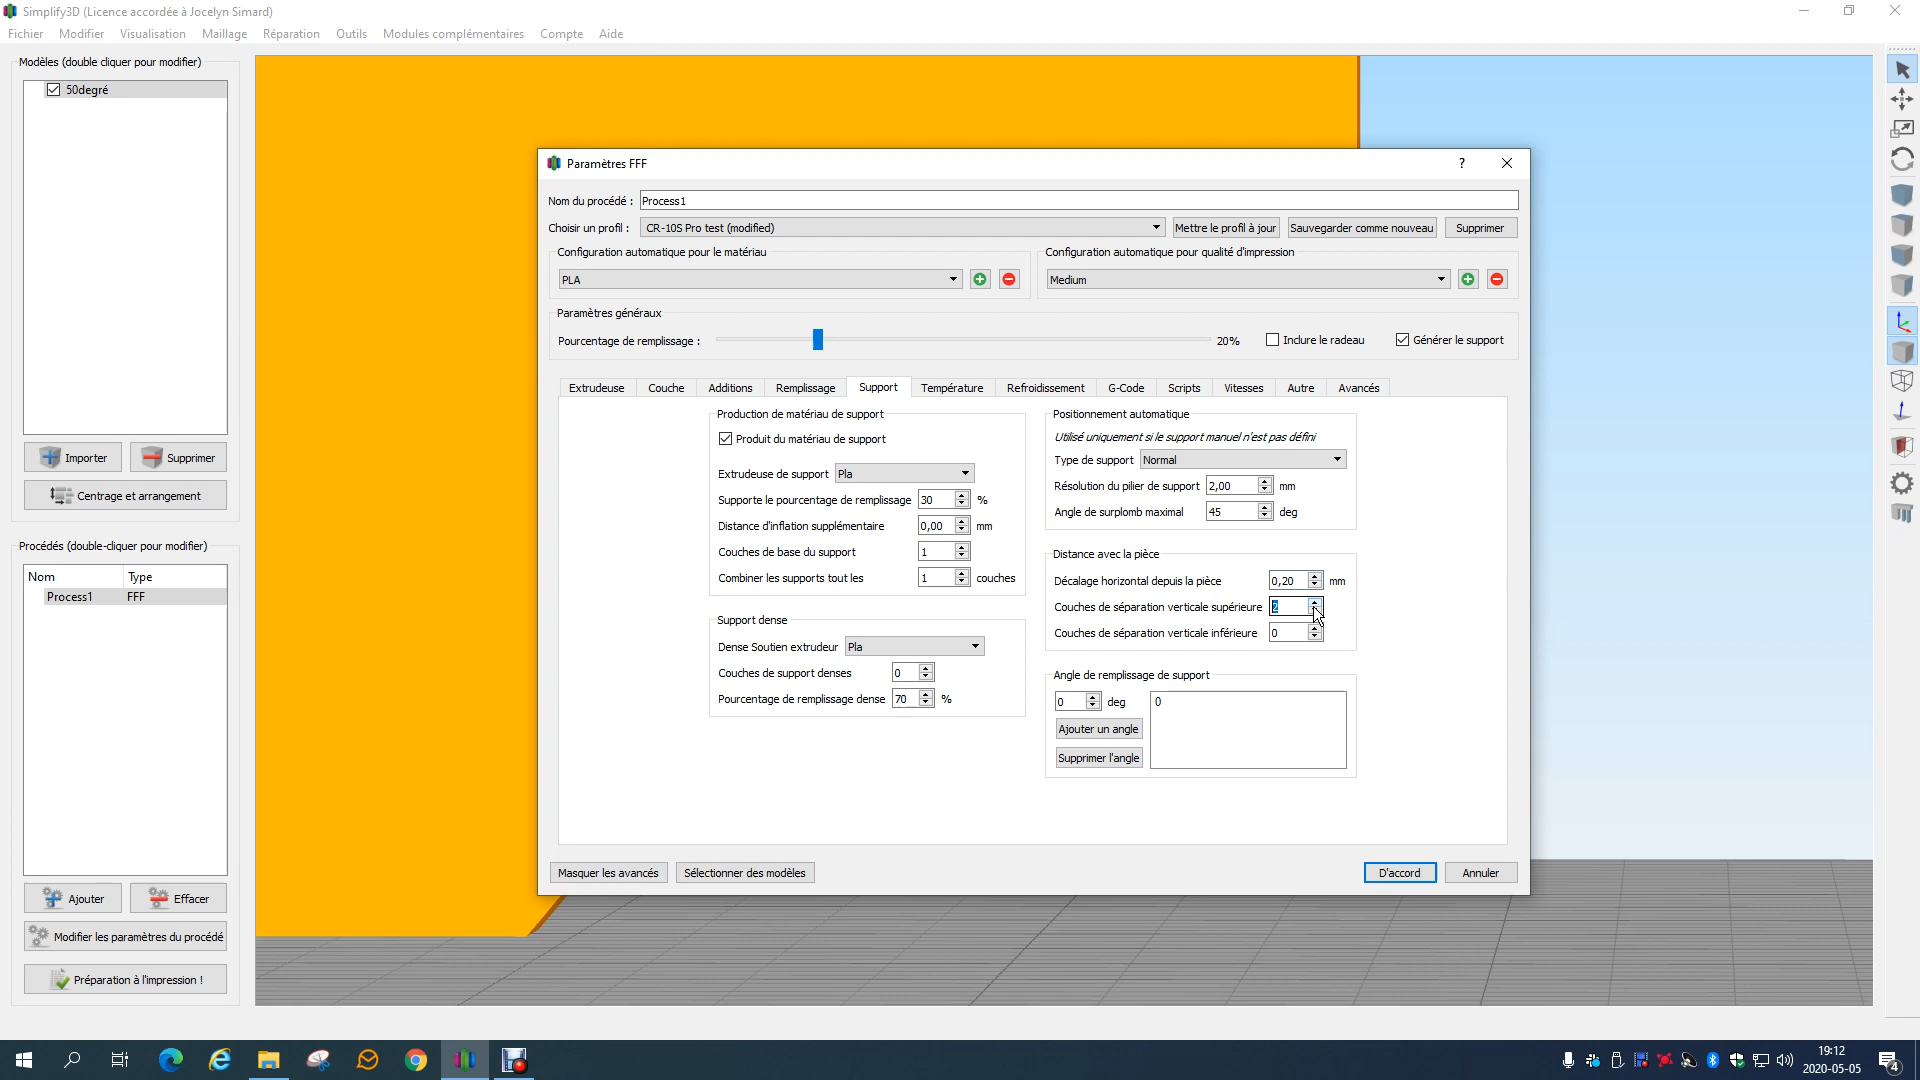 Simplify3D (Licence accordée à Jocelyn Simard)
Fichier Modifier Visualisation Maillage Réparation Outils Modules complémentaires Compte Aide
Modèles (double cliquer pour modifier)
50degré
Importer Supprimer
Centrage et arrangement
Procédés (double-cliquer pour modifier)
Nom Type
Process1 FFF
Ajouter Effacer
Modifier les paramètres du procédé
Préparation à l'impression !
Paramètres FFF
?
Nom du procédé : Process1
Choisir un profil : CR-10S Pro test (modified) Mettre le profil à jour Sauvegarder comme nouveau Supprimer
Configuration automatique pour le matériau
PLA
Configuration automatique pour qualité d'impression
Medium
Paramètres généraux
Pourcentage de remplissage : 20% Inclure le radeau Générer le support
Extrudeuse Couche Additions Remplissage Support Température Refroidissement G-Code Scripts Vitesses Autre Avancés
Production de matériau de support
Produit du matériau de support
Extrudeuse de support Pla
Supporte le pourcentage de remplissage 30 %
Distance d'inflation supplémentaire 0,00 mm
Couches de base du support 1
Combiner les supports tout les 1 couches
Support dense
Dense Soutien extrudeur Pla
Couches de support denses 0
Pourcentage de remplissage dense 70 %
Positionnement automatique
Utilisé uniquement si le support manuel n'est pas défini
Type de support Normal
Résolution du pilier de support 2,00 mm
Angle de surplomb maximal 45 deg
Distance avec la pièce
Décalage horizontal depuis la pièce 0,20 mm
Couches de séparation verticale supérieure 2
Couches de séparation verticale inférieure 0
Angle de remplissage de support
0 deg 0
Ajouter un angle
Supprimer l'angle
Masquer les avancés Sélectionner des modèles D'accord Annuler
19:12
2020-05-05
4